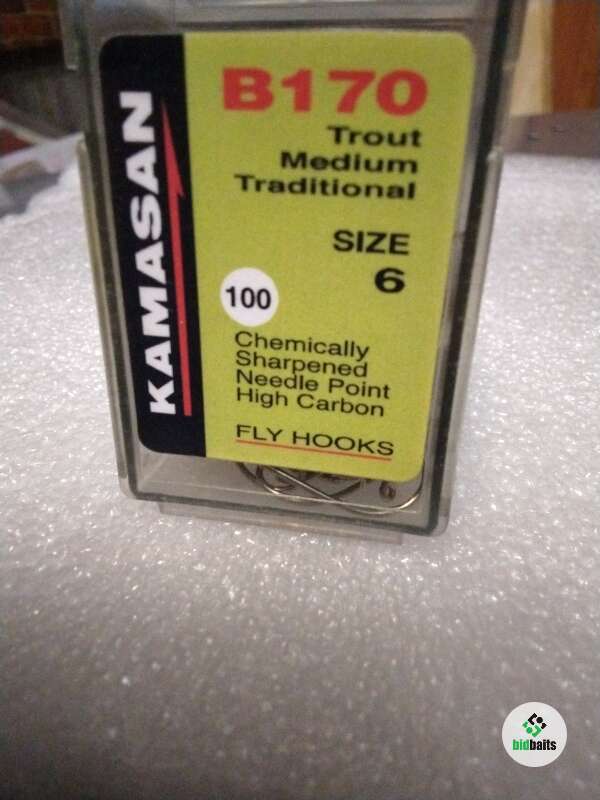 KAMASAN
B170
Trout
Medium
Traditional
SIZE
6
100
Chemically
Sharpened
Needle Point
High Carbon
FLY HOOKS
bidbaits